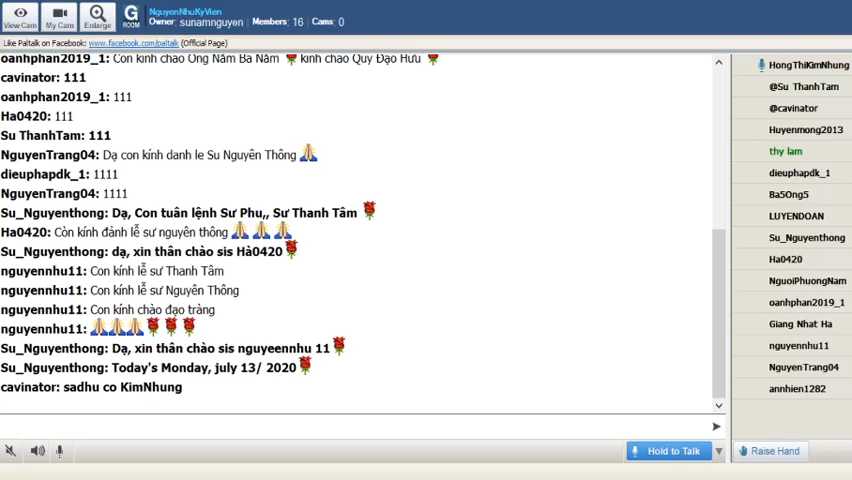 View Cam
My Cam
Enlarge
G
ROOM
NguyenNhuKyVien
Owner: sunamnguyen Members: 16 Cams: 0
Like Paltalk on Facebook: www.facebook.com/paltalk (Official Page)
oanhphan2019_1: Con kính chào Ông Năm Bà Năm kính chào Quý Đạo Hữu
cavinator: 111
oanhphan2019_1: 111
Ha0420: 111
Su ThanhTam: 111
NguyenTrang04: Dạ con kính danh le Su Nguyên Thông
dieuphapdk_1: 1111
NguyenTrang04: 1111
Su_Nguyenthong: Dạ, Con tuân lệnh Sư Phu,, Sư Thanh Tâm
Ha0420: Còn kính đảnh lễ sư nguyên thông
Su_Nguyenthong: dạ, xin thân chào sis Hà0420
nguyennhu11: Con kính lễ sư Thanh Tâm
nguyennhu11: Con kính lễ sư Nguyên Thông
nguyennhu11: Con kính chào đạo tràng
nguyennhu11:
Su_Nguyenthong: Dạ, xin thân chào sis nguyeennhu 11
Su_Nguyenthong: Today's Monday, july 13/ 2020
cavinator: sadhu co KimNhung
Hold to Talk
HongThiKimNhung
@Su ThanhTam
@cavinator
Huyenmong2013
thy lam
dieuphapdk_1
Ba5Ong5
LUYENDOAN
Su_Nguyenthong
Ha0420
NguoiPhuongNam
oanhphan2019_1
Giang Nhat Ha
nguyennhu11
NguyenTrang04
annhien1282
Raise Hand